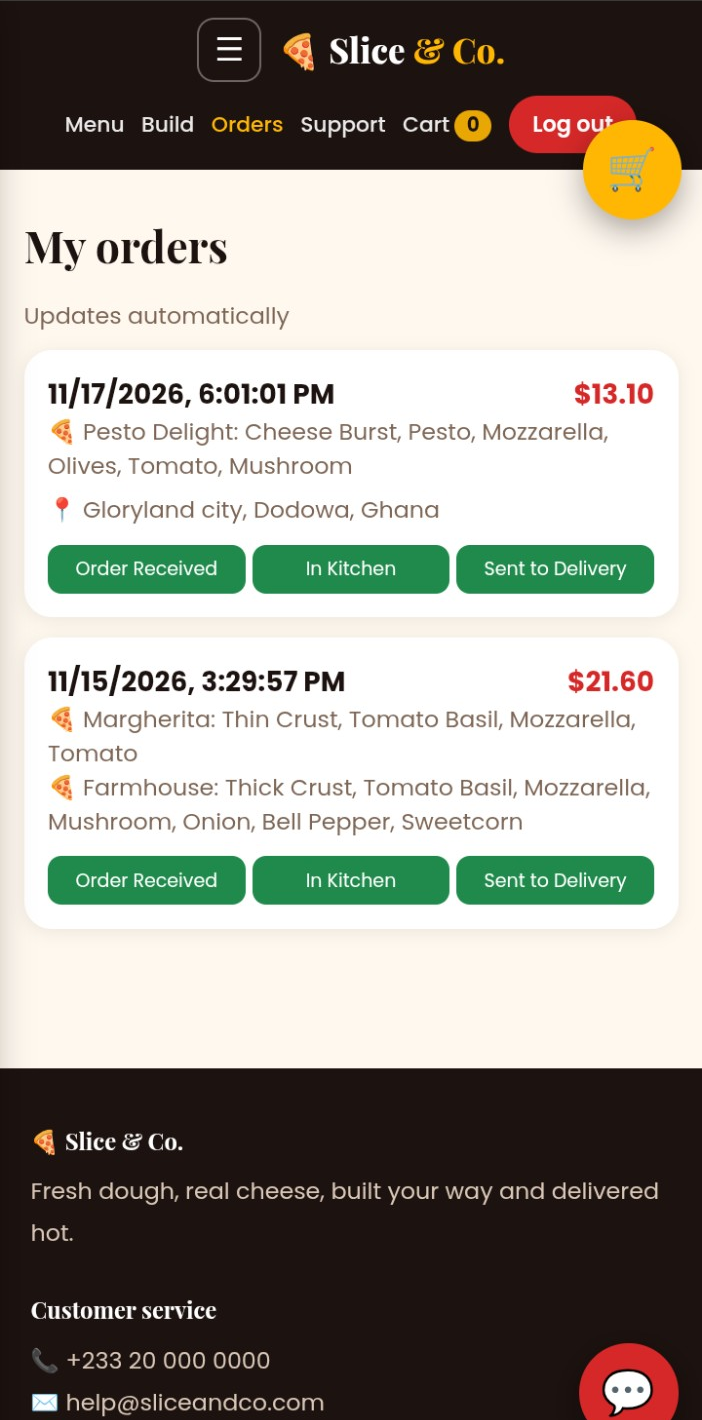 ☰ 🍕 Slice & Co.
Menu Build Orders Support Cart 0 Log out
🛒
My orders
Updates automatically
11/17/2026, 6:01:01 PM $13.10
🍕 Pesto Delight: Cheese Burst, Pesto, Mozzarella,
Olives, Tomato, Mushroom
📍 Gloryland city, Dodowa, Ghana
Order Received In Kitchen Sent to Delivery
11/15/2026, 3:29:57 PM $21.60
🍕 Margherita: Thin Crust, Tomato Basil, Mozzarella,
Tomato
🍕 Farmhouse: Thick Crust, Tomato Basil, Mozzarella,
Mushroom, Onion, Bell Pepper, Sweetcorn
Order Received In Kitchen Sent to Delivery
🍕 Slice & Co.
Fresh dough, real cheese, built your way and delivered
hot.
Customer service
📞 +233 20 000 0000
✉️ help@sliceandco.com
💬